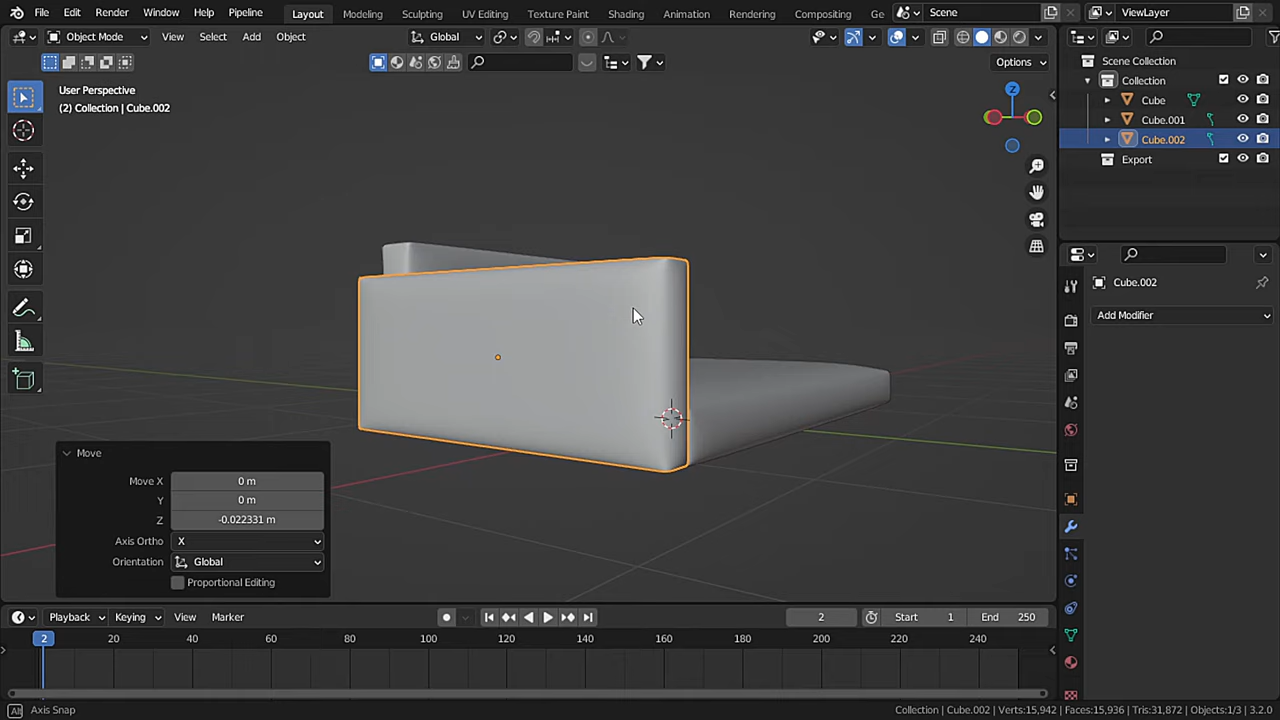 File Edit Render Window Help Pipeline Layout Modeling Sculpting UV Editing Texture Paint Shading Animation Rendering Compositing Ge Scene ViewLayer
Object Mode View Select Add Object Global
Options
User Perspective
(2) Collection | Cube.002
Z
Scene Collection
Collection
Cube
Cube.001
Cube.002
Export
Cube.002
Add Modifier
Move
Move X 0 m
Y 0 m
Z -0.022331 m
Axis Ortho X
Orientation Global
Proportional Editing
Playback Keying View Marker 2 Start 1 End 250
2 20 40 60 80 100 120 140 160 180 200 220 240
Alt Axis Snap
Collection | Cube.002 | Verts:15,942 | Faces:15,936 | Tris:31,872 | Objects:1/3 | 3.2.0